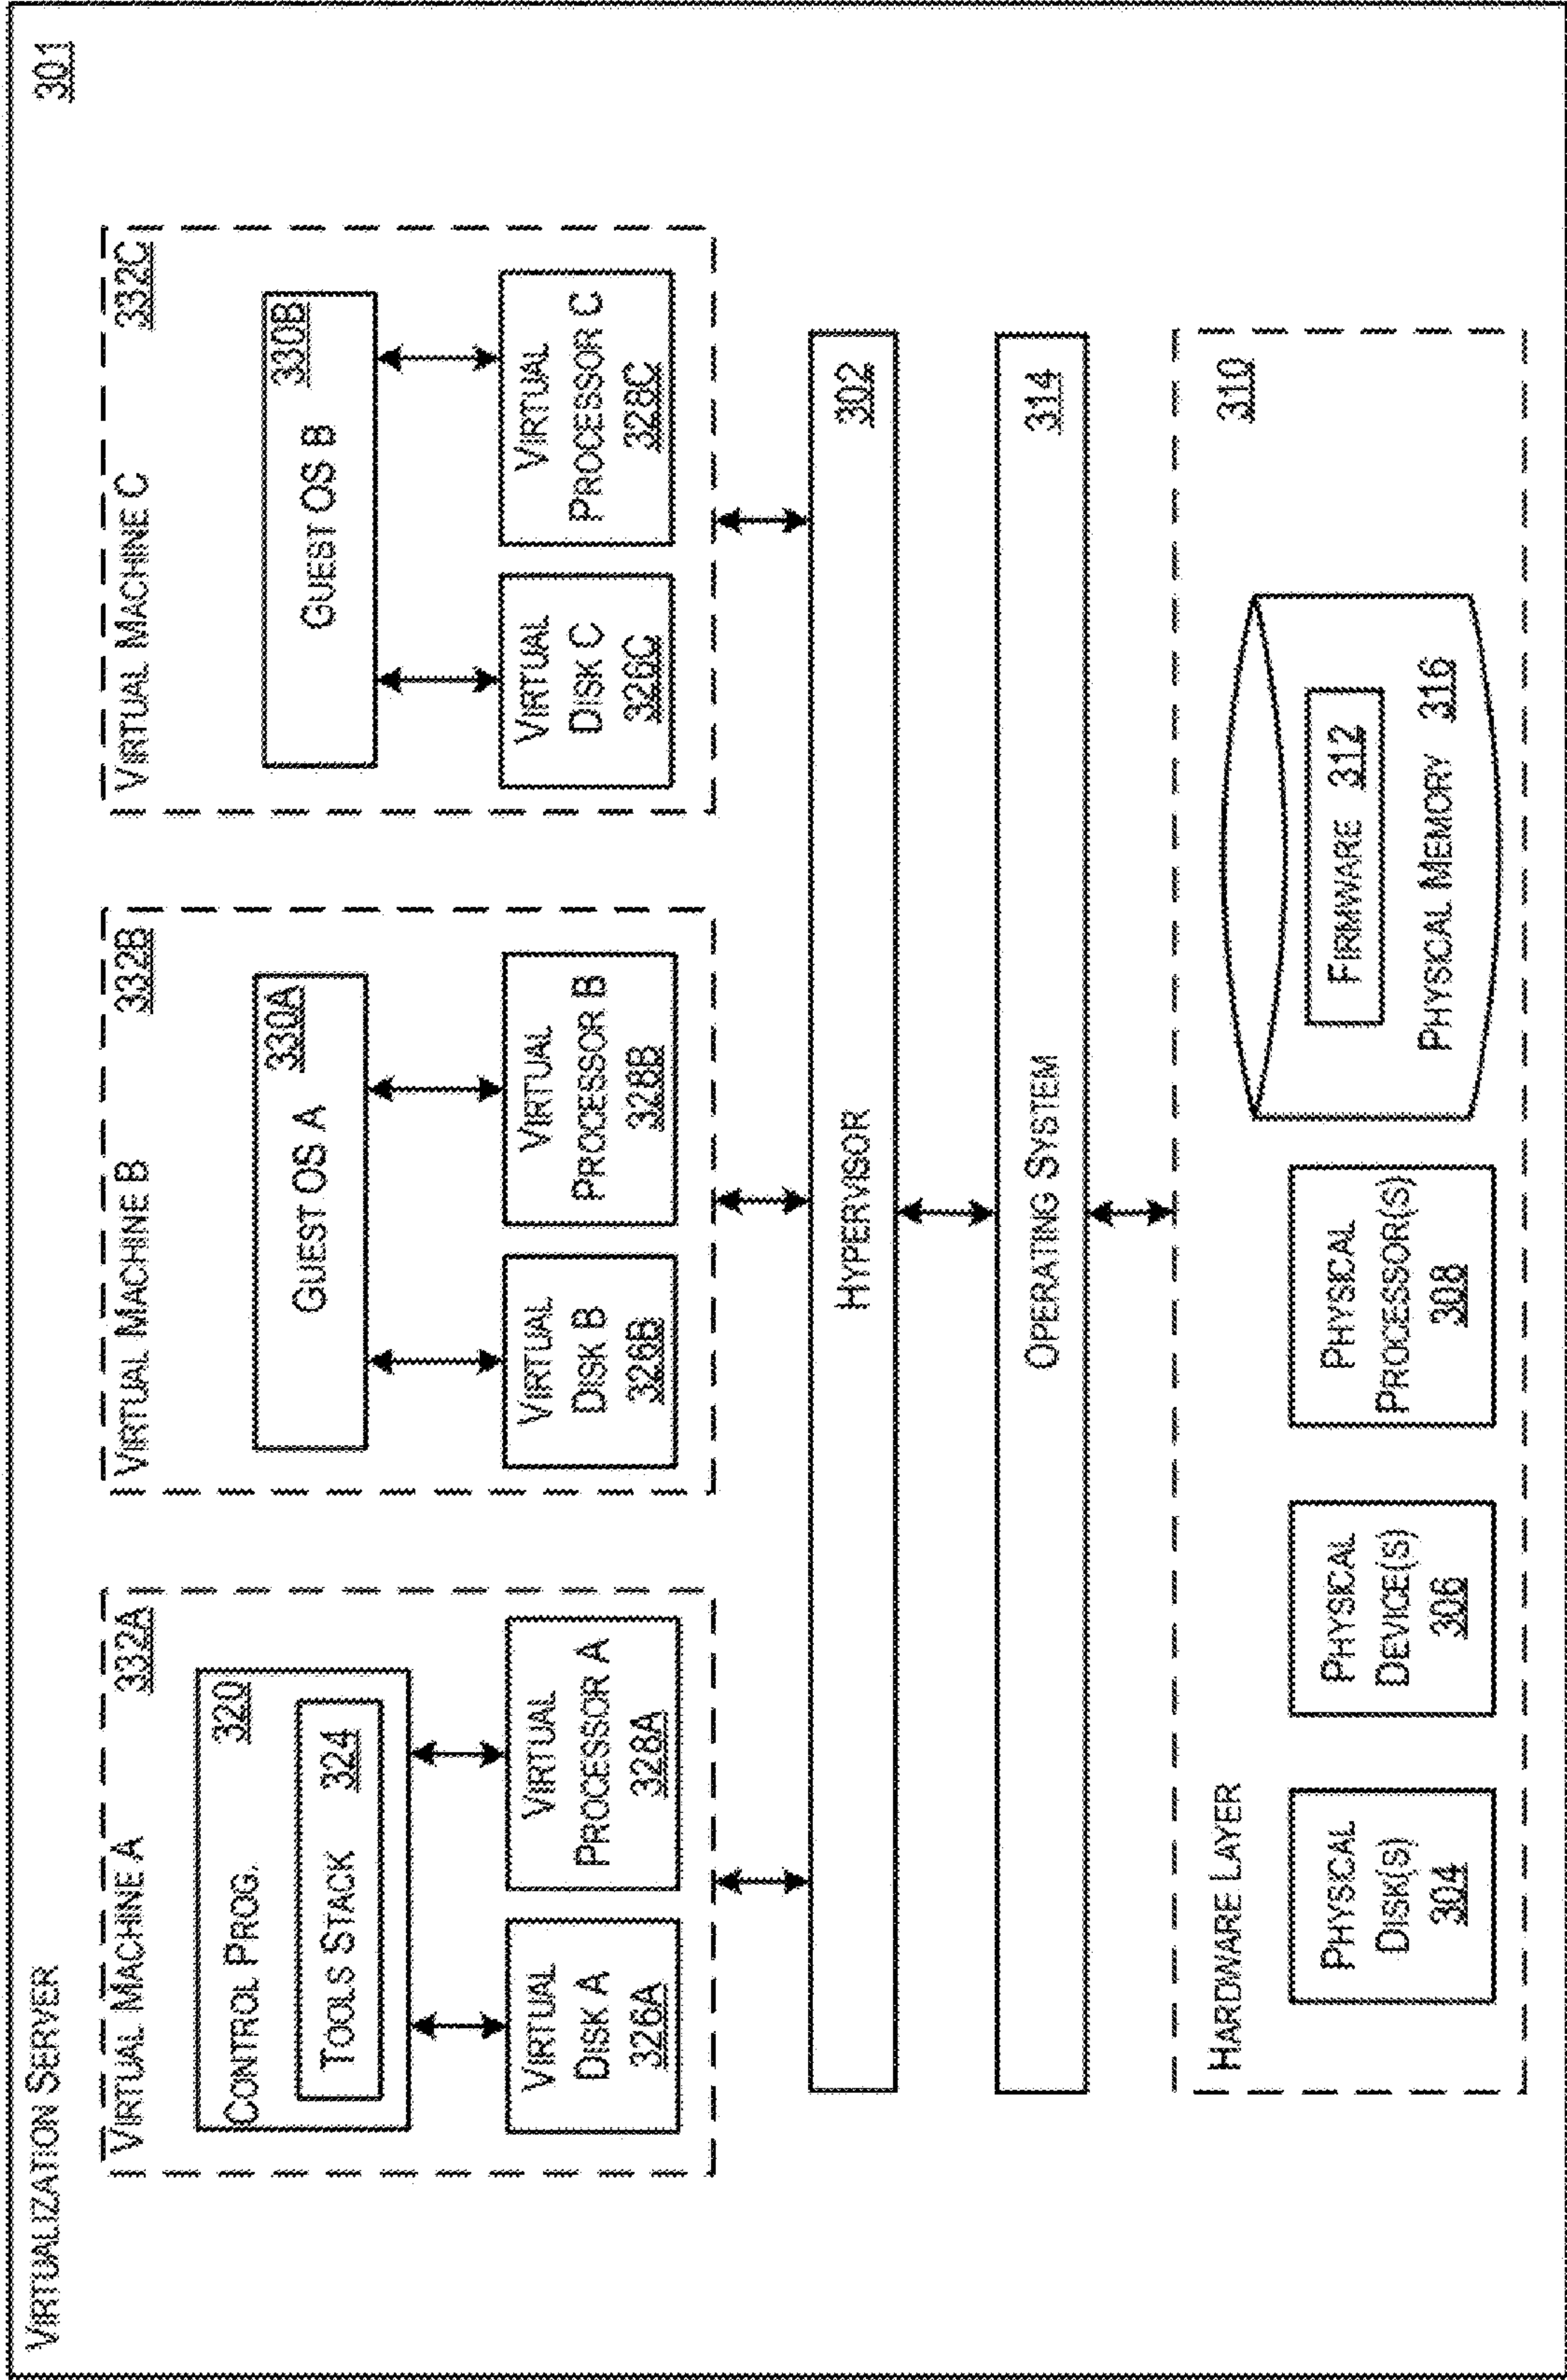 VIRTUALIZATION SERVER
301
VIRTUAL MACHINE A
332A
CONTROL PROG.
320
TOOLS STACK 324
VIRTUAL
DISK A
326A
VIRTUAL
PROCESSOR A
328A
VIRTUAL MACHINE B
332B
330A
GUEST OS A
VIRTUAL
DISK B
326B
VIRTUAL
PROCESSOR B
328B
VIRTUAL MACHINE C
332C
330B
GUEST OS B
VIRTUAL
DISK C
326C
VIRTUAL
PROCESSOR C
328C
HYPERVISOR
302
OPERATING SYSTEM
314
HARDWARE LAYER
310
PHYSICAL
DISK(S)
304
PHYSICAL
DEVICE(S)
306
PHYSICAL
PROCESSOR(S)
308
FIRMWARE 312
PHYSICAL MEMORY 316